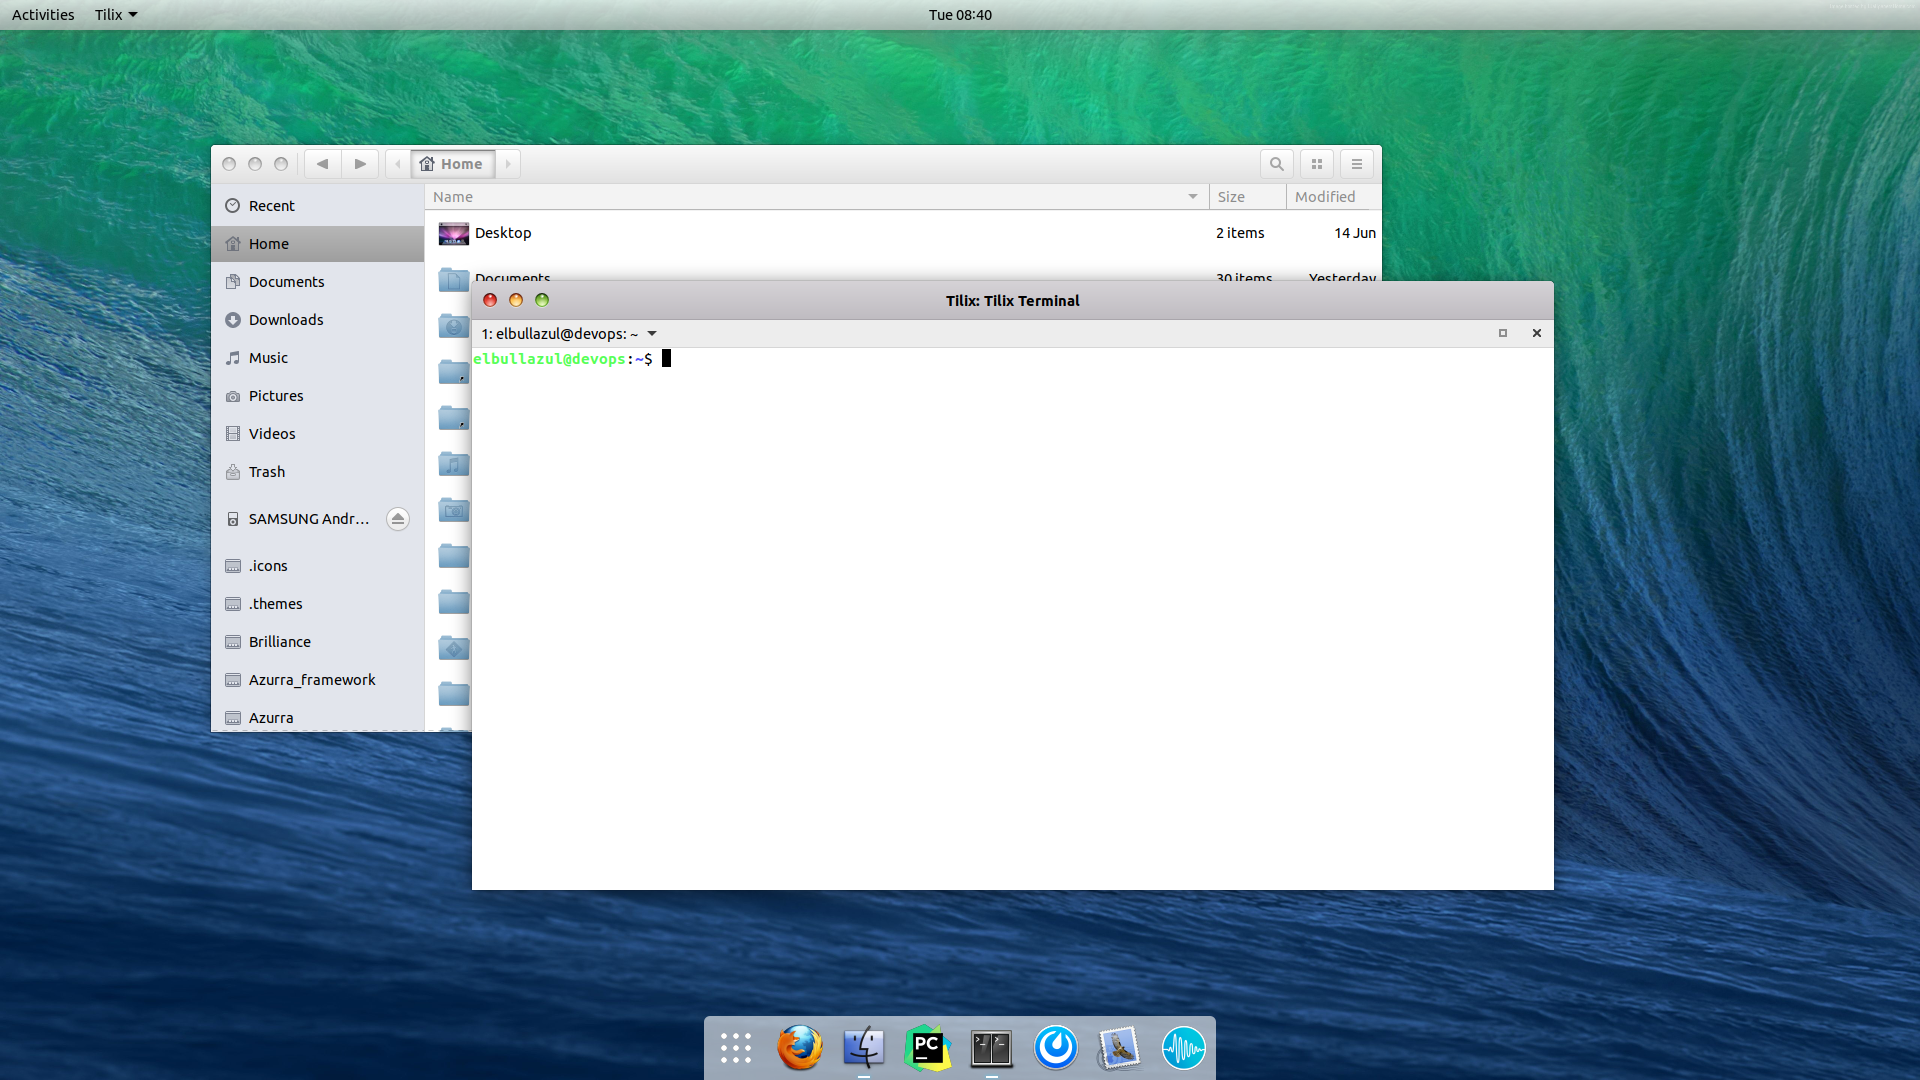 Activities Tilix Tue 08:40
Home
Name Size Modified
Recent
Home
Documents
Downloads
Music
Pictures
Videos
Trash
SAMSUNG Andr...
.icons
.themes
Brilliance
Azurra_framework
Azurra
Desktop 2 items 14 Jun
Documents 30 items Yesterday
Tilix: Tilix Terminal
1: elbullazul@devops: ~
elbullazul@devops:~$
PC